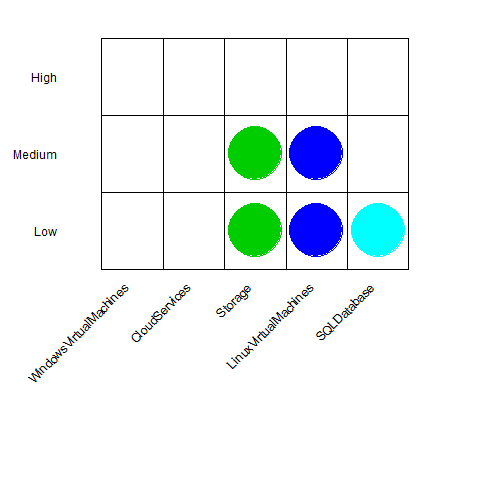 High
Medium
Low
WindowsVirtualMachines
CloudServices
Storage
LinuxVirtualMachines
SQLDatabase